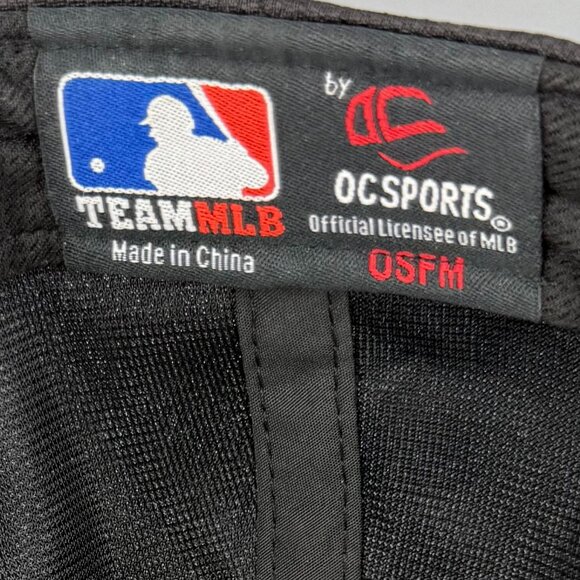 TEAMMLB
Made in China
by
OC SPORTS®
Official Licensee of MLB
OSFM